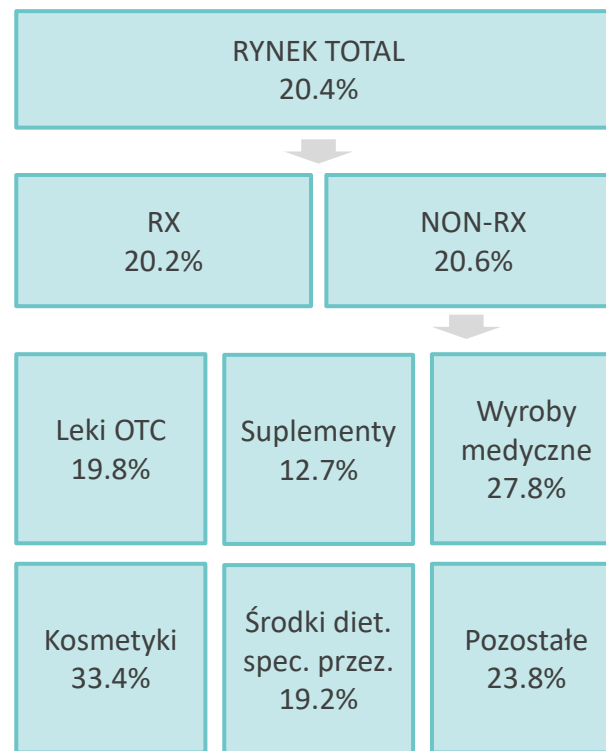 RYNEK TOTAL
20.4%
RX
20.2%
NON-RX
20.6%
Leki OTC
19.8%
Suplementy
12.7%
Wyroby
medyczne
27.8%
Kosmetyki
33.4%
Środki diet.
spec. przez.
19.2%
Pozostałe
23.8%